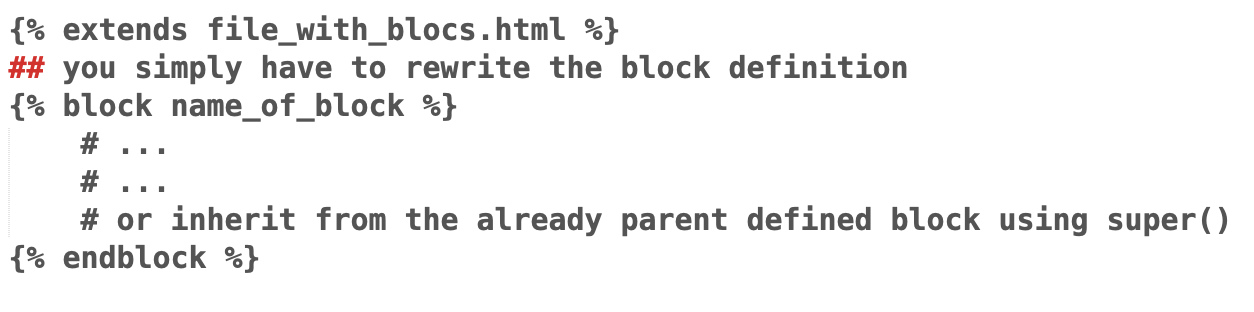 {% extends file_with_blocs.html %}
## you simply have to rewrite the block definition
{% block name_of_block %}
    # ...
    # ...
    # or inherit from the already parent defined block using super()
{% endblock %}